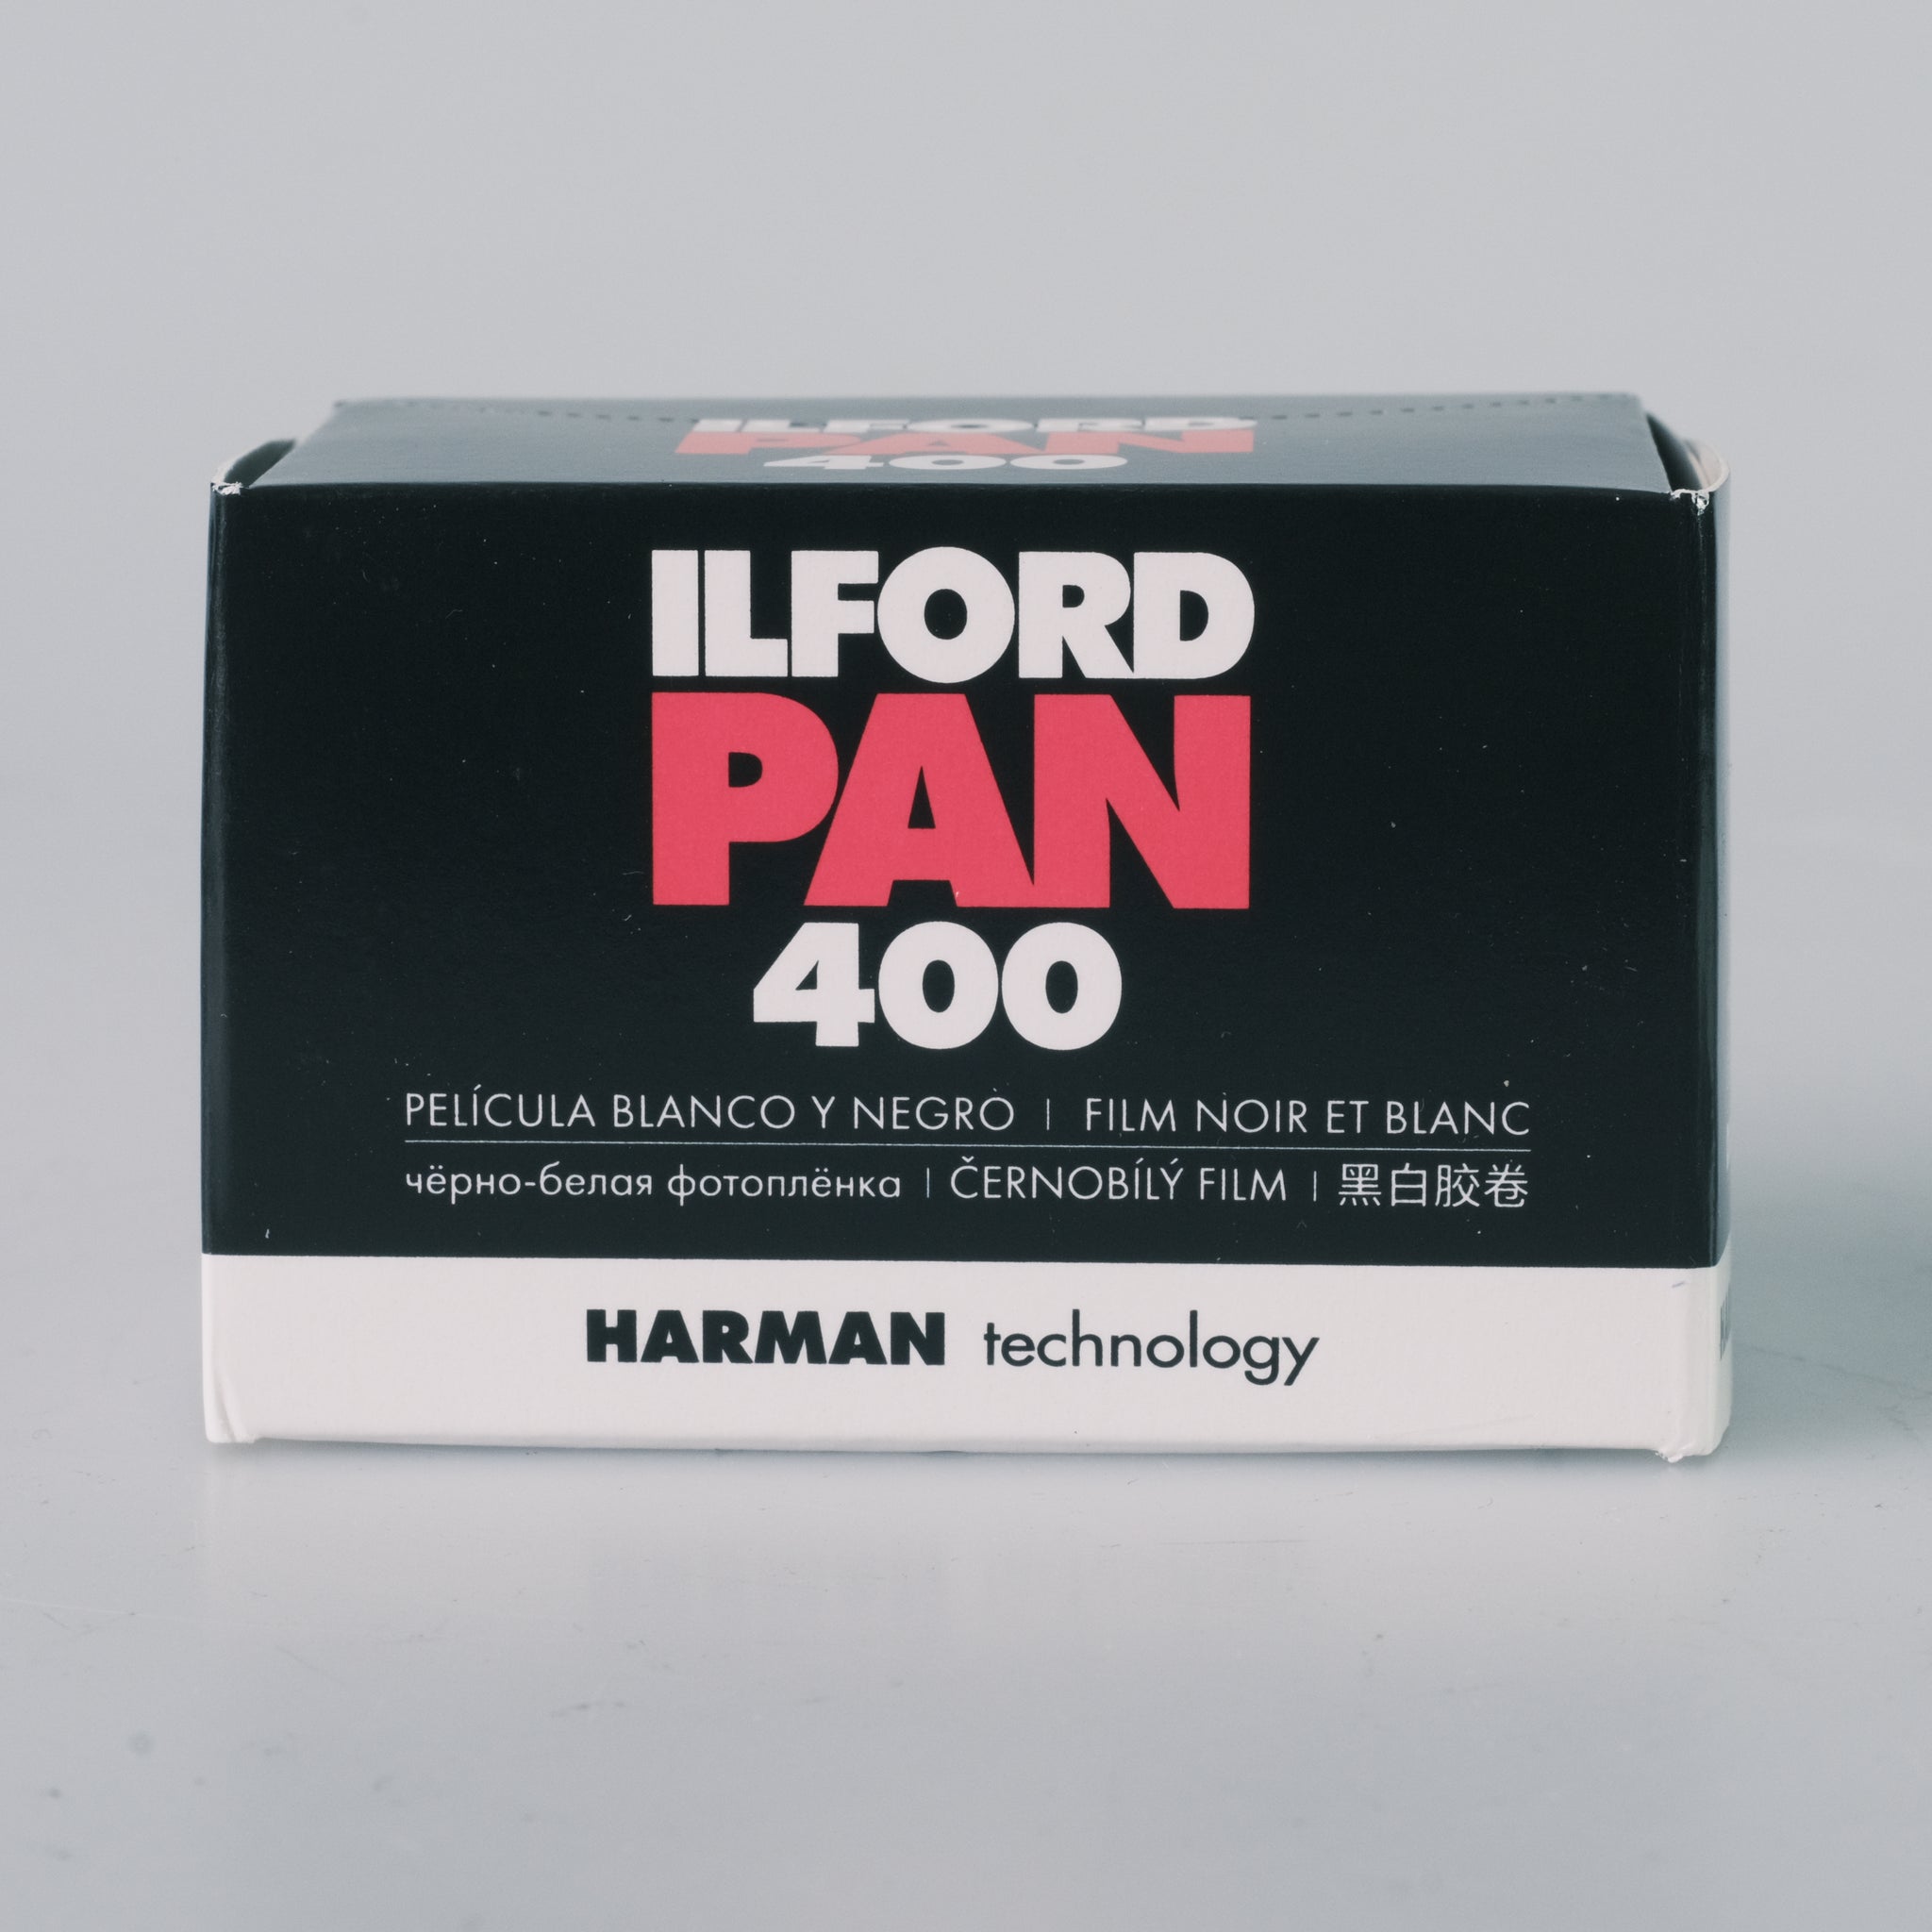 ILFORD
PAN
400
ILFORD
PAN
400
PELÍCULA BLANCO Y NEGRO | FILM NOIR ET BLANC
чёрно-белая фотоплёнка | ČERNOBÍLÝ FILM | 黑白胶卷
HARMAN technology